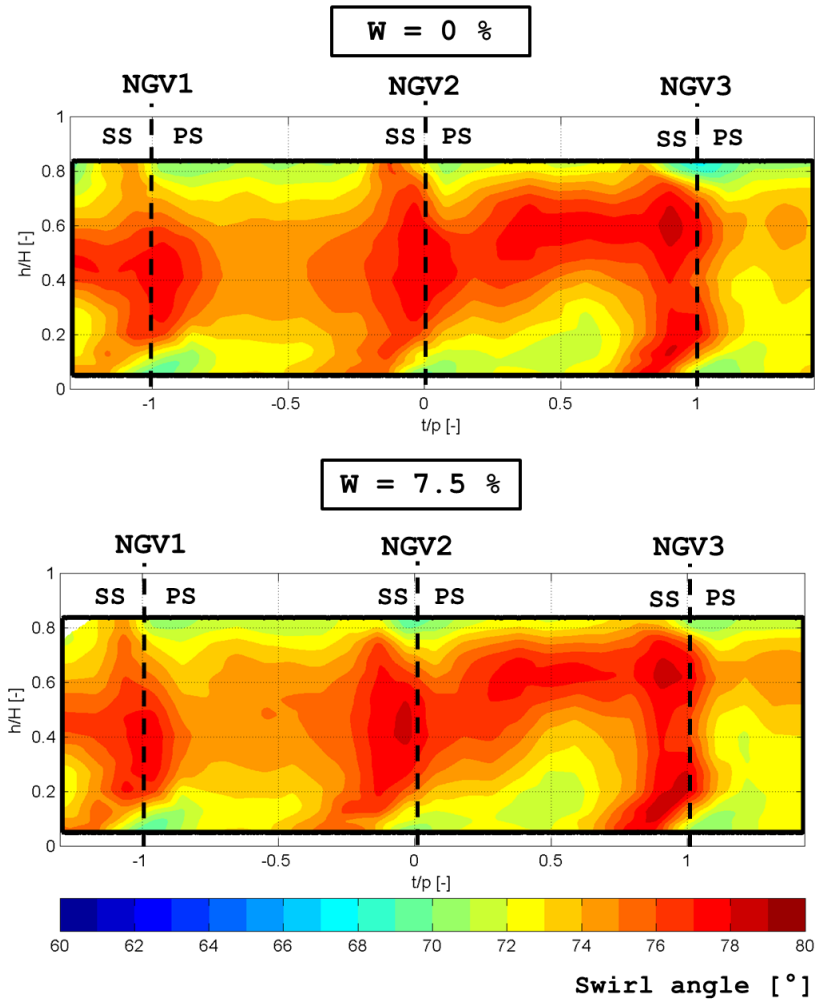 W = 0 %
NGV1 NGV2 NGV3
SS PS SS PS SS PS
1
0.8
0.6
0.4
0.2
0
h/H [-]
-1 -0.5 0 0.5 1
t/p [-]
W = 7.5 %
NGV1 NGV2 NGV3
SS PS SS PS SS PS
1
0.8
0.6
0.4
0.2
0
h/H [-]
-1 -0.5 0 0.5 1
t/p [-]
60 62 64 66 68 70 72 74 76 78 80
Swirl angle [°]